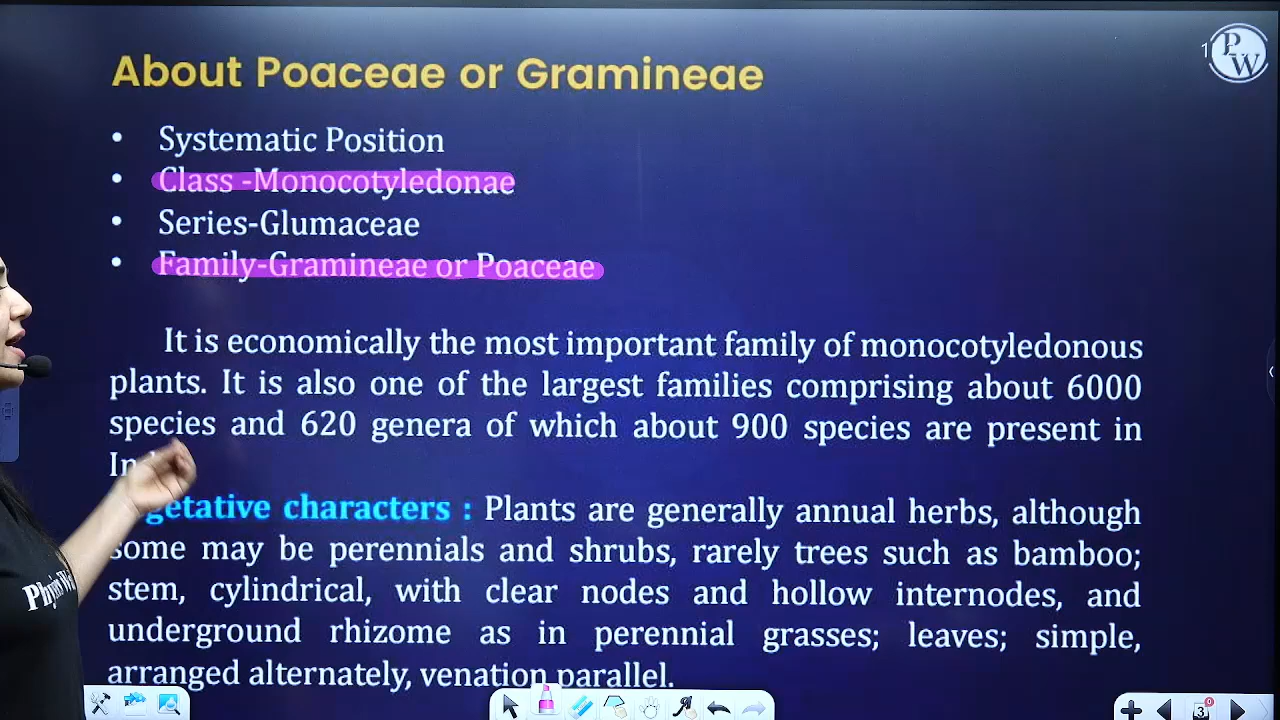 About Poaceae or Gramineae
PW
1
• Systematic Position
• Class -Monocotyledonae
• Series-Glumaceae
• Family-Gramineae or Poaceae
It is economically the most important family of monocotyledonous
plants. It is also one of the largest families comprising about 6000
species and 620 genera of which about 900 species are present in
getative characters : Plants are generally annual herbs, although
some may be perennials and shrubs, rarely trees such as bamboo;
stem, cylindrical, with clear nodes and hollow internodes, and
underground rhizome as in perennial grasses; leaves; simple,
arranged alternately, venation parallel.
3